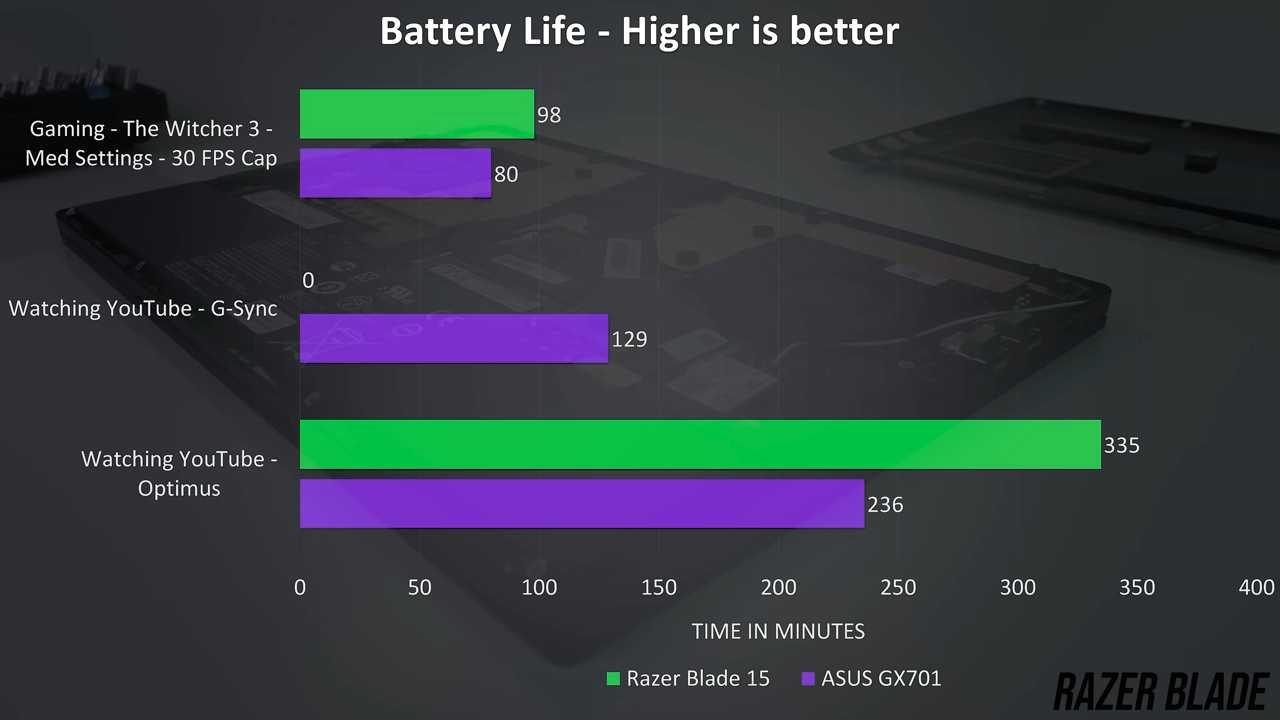 Battery Life - Higher is better
Gaming - The Witcher 3 -
Med Settings - 30 FPS Cap
98
80
Watching YouTube - G-Sync
0
129
Watching YouTube -
Optimus
335
236
0 50 100 150 200 250 300 350 400
TIME IN MINUTES
Razer Blade 15 ASUS GX701
RAZER BLADE